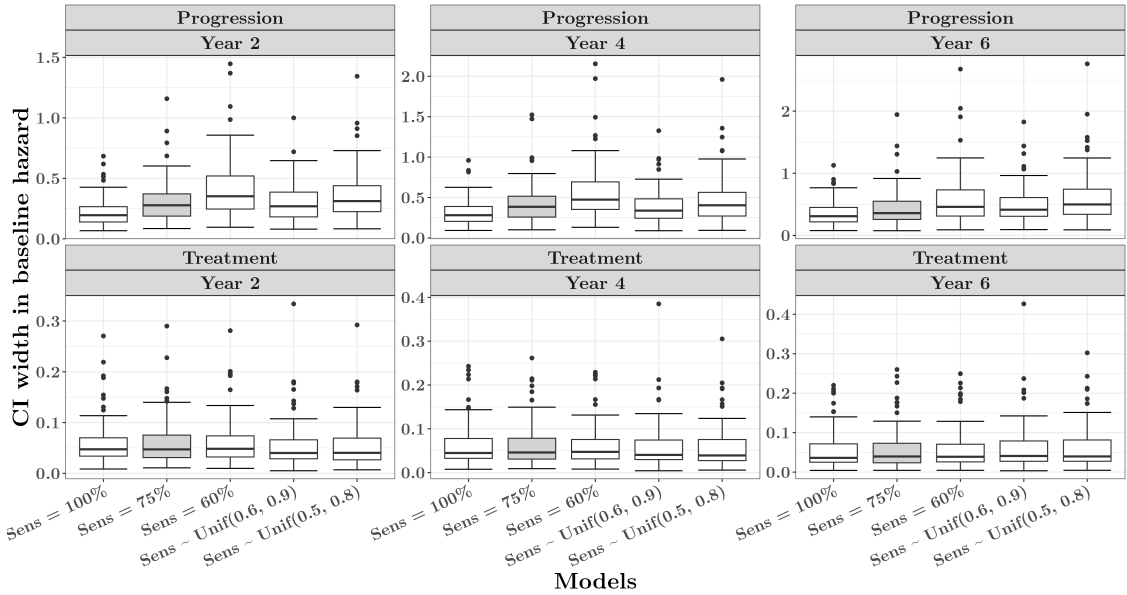 Progression
Progression
Progression
Year 2
Year 4
Year 6
1.5
1.0
0.5
0.0
2.0
1.5
1.0
0.5
0.0
2
1
0
CI width in baseline hazard
Treatment
Treatment
Treatment
Year 2
Year 4
Year 6
0.3
0.2
0.1
0.0
0.4
0.3
0.2
0.1
0.0
0.4
0.3
0.2
0.1
0.0
Sens = 100%
Sens = 75%
Sens = 60%
Sens ~ Unif(0.6, 0.9)
Sens ~ Unif(0.5, 0.8)
Sens = 100%
Sens = 75%
Sens = 60%
Sens ~ Unif(0.6, 0.9)
Sens ~ Unif(0.5, 0.8)
Sens = 100%
Sens = 75%
Sens = 60%
Sens ~ Unif(0.6, 0.9)
Sens ~ Unif(0.5, 0.8)
Models